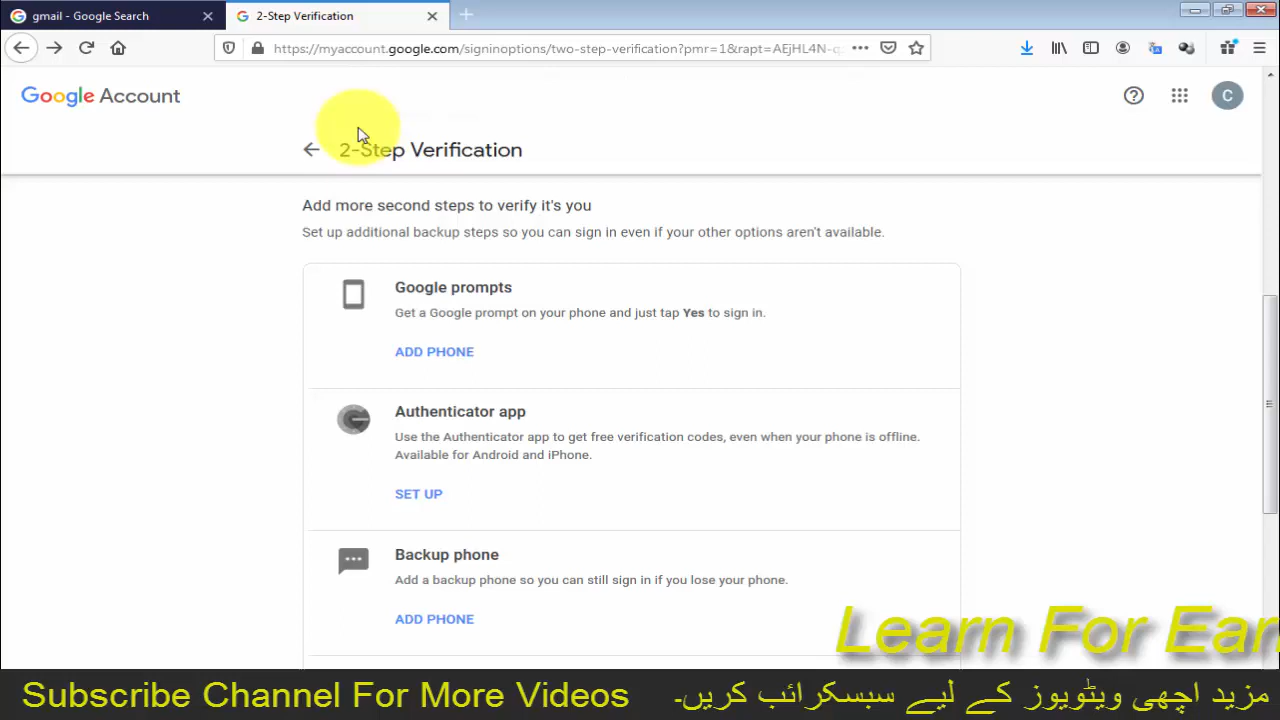 gmail - Google Search
2-Step Verification
https://myaccount.google.com/signinoptions/two-step-verification?pmr=1&rapt=AEjHL4N-q
Google Account
C
2-Step Verification
Add more second steps to verify it's you
Set up additional backup steps so you can sign in even if your other options aren't available.
Google prompts
Get a Google prompt on your phone and just tap Yes to sign in.
ADD PHONE
Authenticator app
Use the Authenticator app to get free verification codes, even when your phone is offline.
Available for Android and iPhone.
SET UP
Backup phone
Add a backup phone so you can still sign in if you lose your phone.
ADD PHONE
Learn For Ear
Subscribe Channel For More Videos مزید اچھی ویٹویوز کے لیے سبسکرائب کریں۔